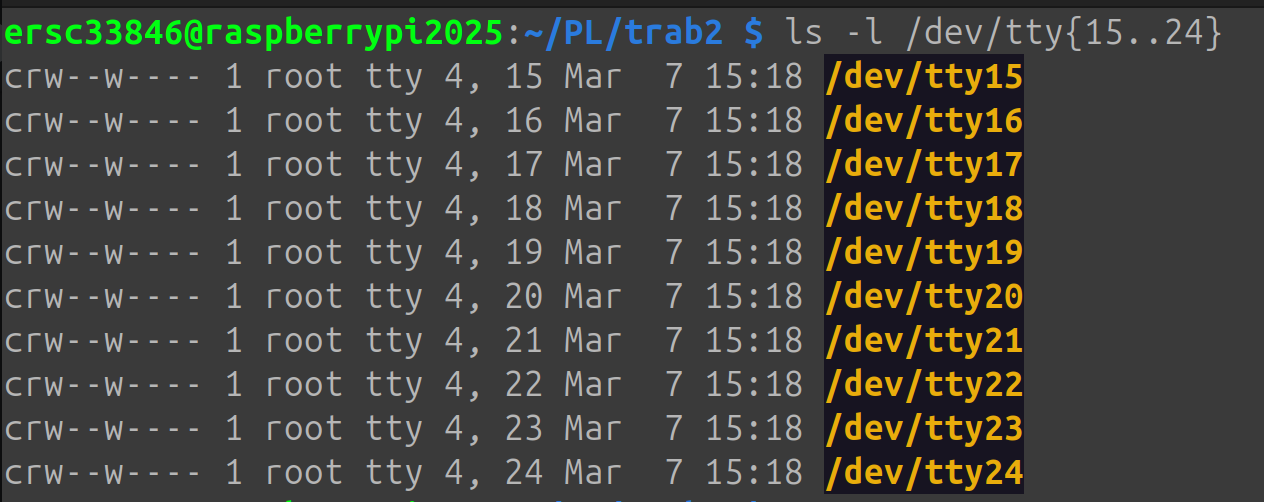 ersc33846@raspberrypi2025:~/PL/trab2 $ ls -l /dev/tty{15..24}
crw--w---- 1 root tty 4, 15 Mar  7 15:18 /dev/tty15
crw--w---- 1 root tty 4, 16 Mar  7 15:18 /dev/tty16
crw--w---- 1 root tty 4, 17 Mar  7 15:18 /dev/tty17
crw--w---- 1 root tty 4, 18 Mar  7 15:18 /dev/tty18
crw--w---- 1 root tty 4, 19 Mar  7 15:18 /dev/tty19
crw--w---- 1 root tty 4, 20 Mar  7 15:18 /dev/tty20
crw--w---- 1 root tty 4, 21 Mar  7 15:18 /dev/tty21
crw--w---- 1 root tty 4, 22 Mar  7 15:18 /dev/tty22
crw--w---- 1 root tty 4, 23 Mar  7 15:18 /dev/tty23
crw--w---- 1 root tty 4, 24 Mar  7 15:18 /dev/tty24